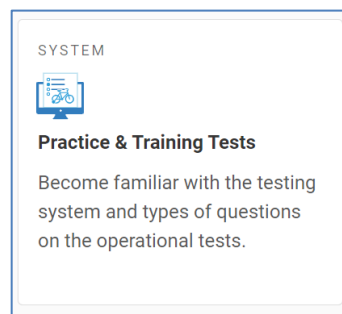 SYSTEM
Practice & Training Tests
Become familiar with the testing
system and types of questions
on the operational tests.